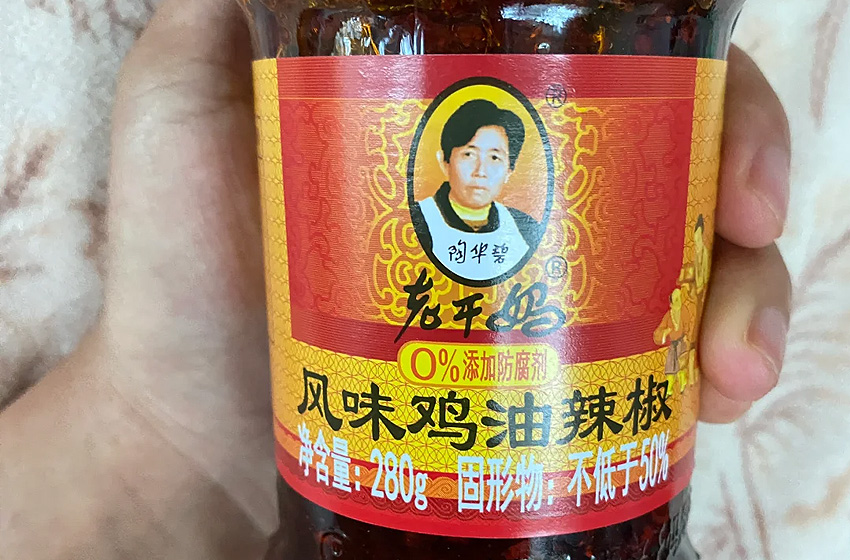 ®
陶华碧
®
老干妈
0%添加防腐剂
风味鸡油辣椒
净含量：280g 固形物：不低于50%